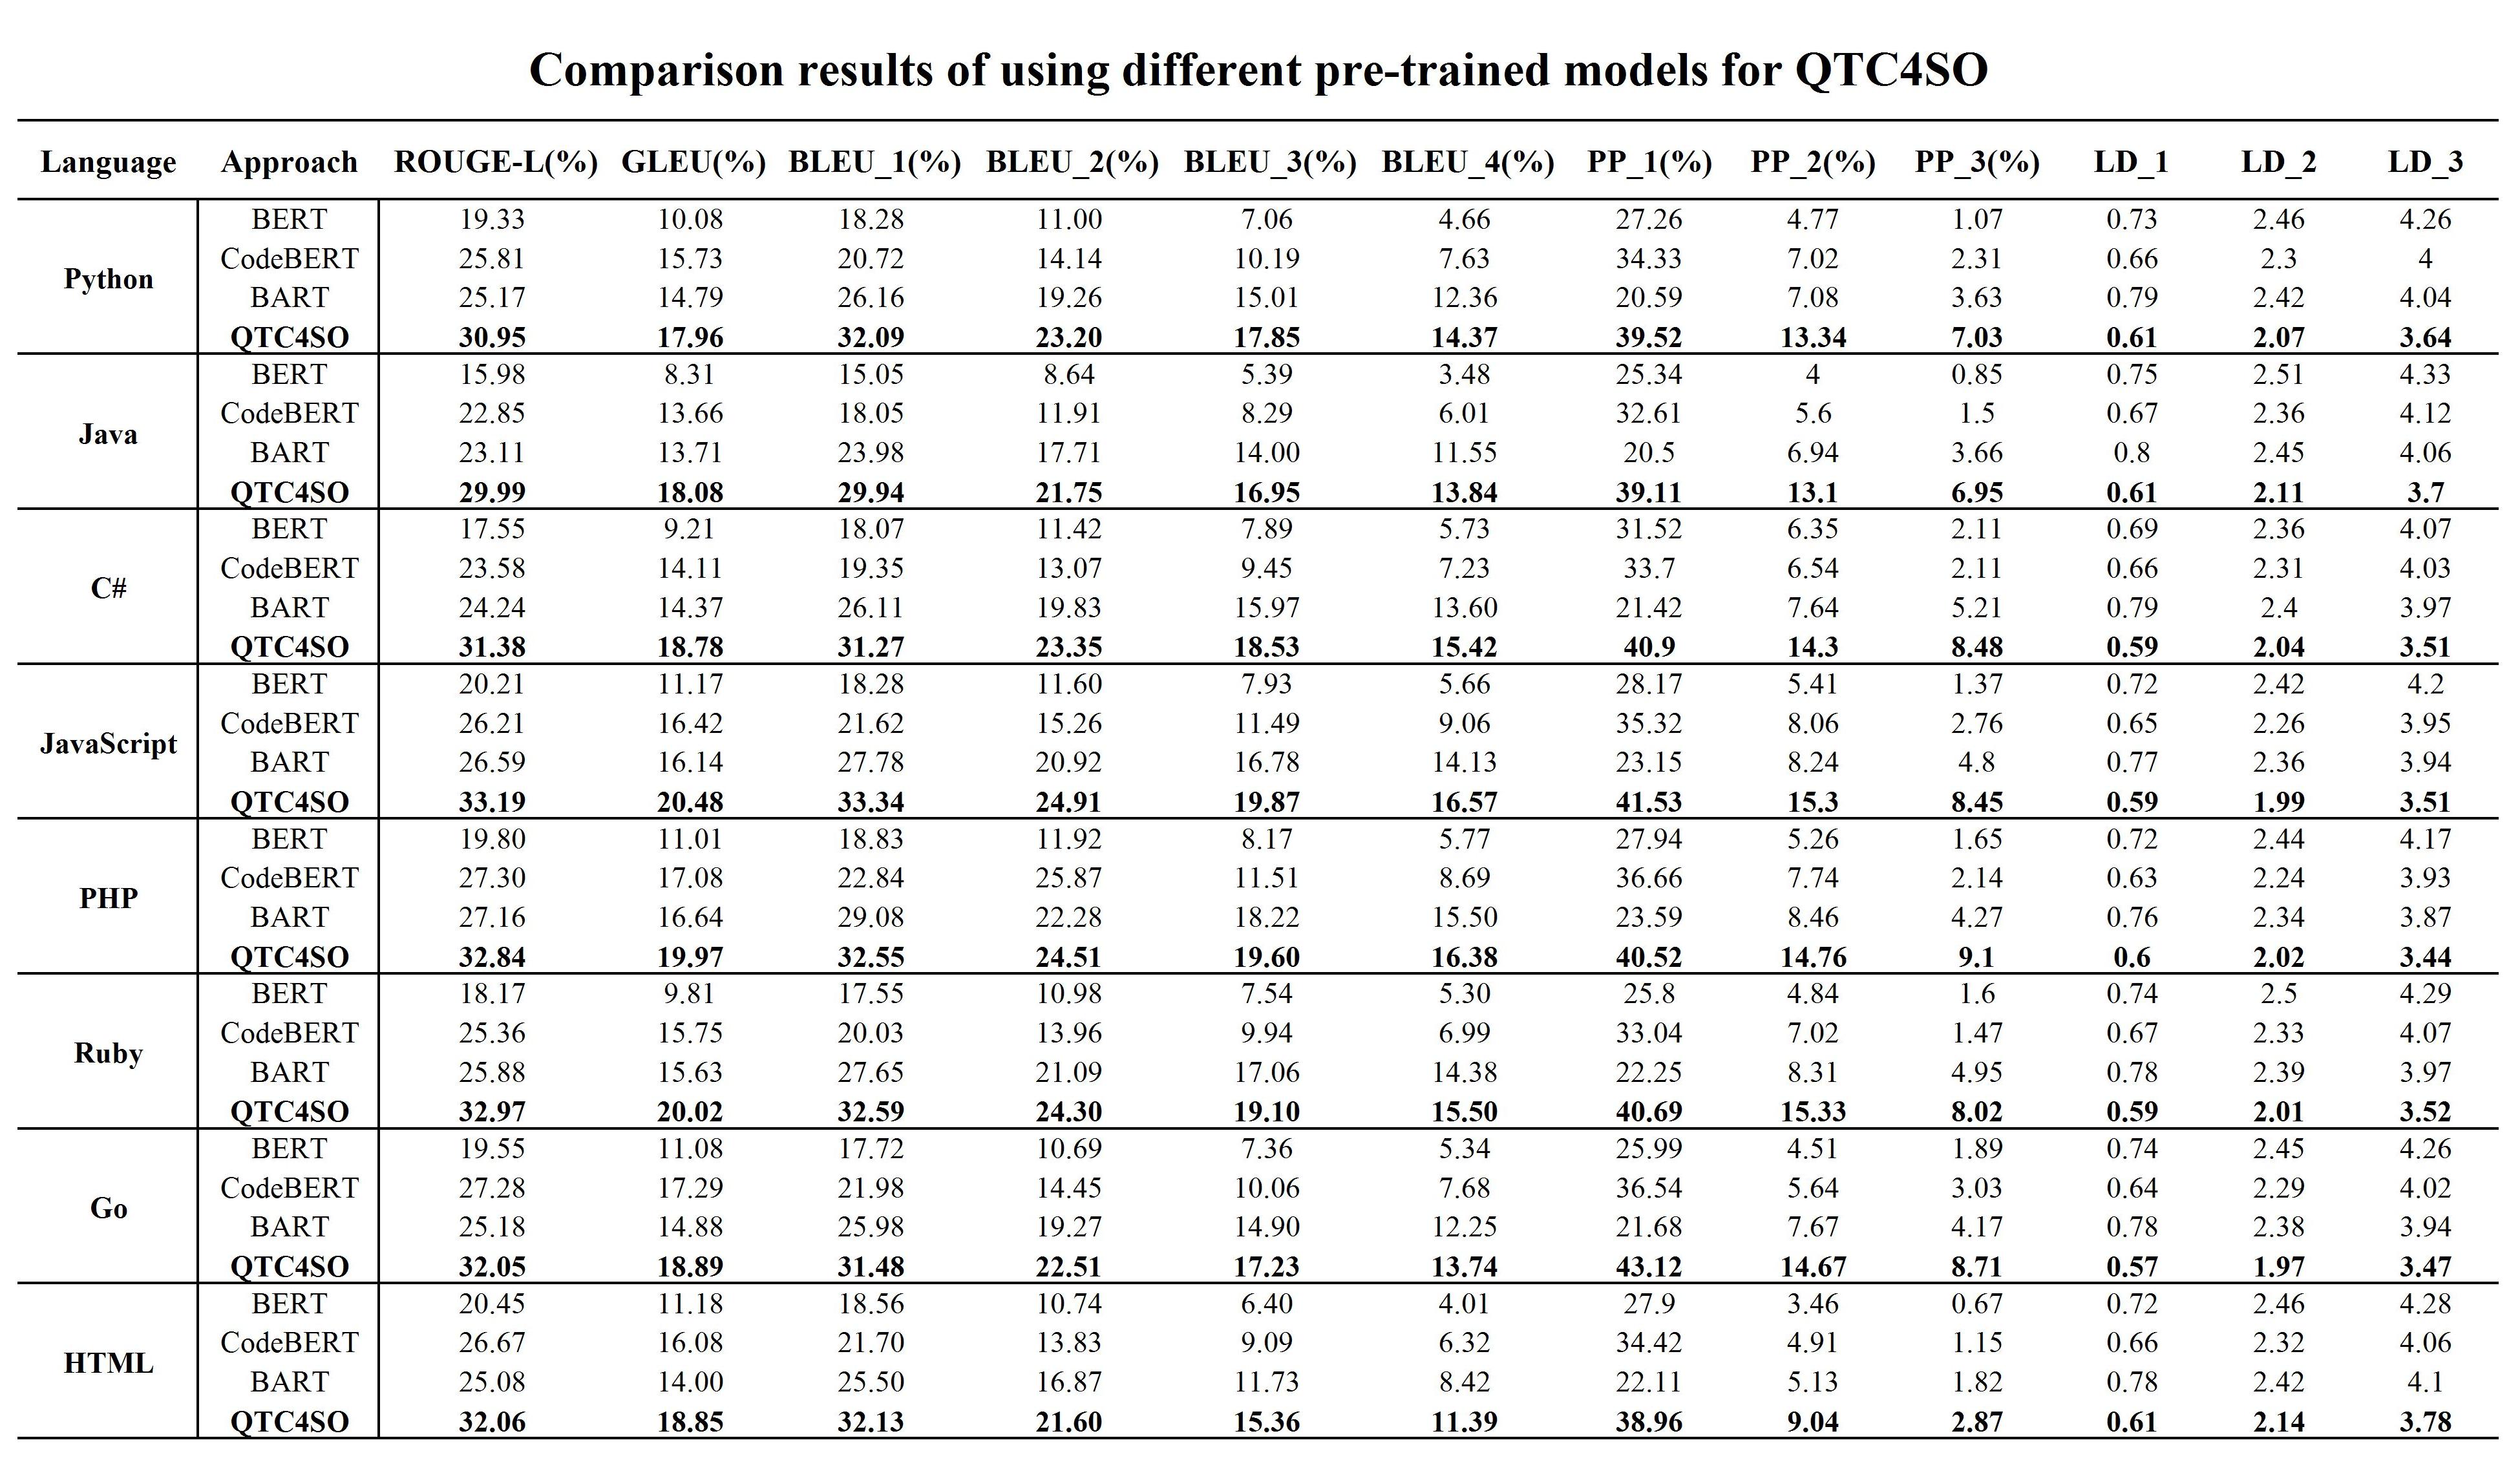 Comparison results of using different pre-trained models for QTC4SO
Language Approach ROUGE-L(%) GLEU(%) BLEU_1(%) BLEU_2(%) BLEU_3(%) BLEU_4(%) PP_1(%) PP_2(%) PP_3(%) LD_1 LD_2 LD_3
Python
BERT 19.33 10.08 18.28 11.00 7.06 4.66 27.26 4.77 1.07 0.73 2.46 4.26
CodeBERT 25.81 15.73 20.72 14.14 10.19 7.63 34.33 7.02 2.31 0.66 2.3 4
BART 25.17 14.79 26.16 19.26 15.01 12.36 20.59 7.08 3.63 0.79 2.42 4.04
QTC4SO 30.95 17.96 32.09 23.20 17.85 14.37 39.52 13.34 7.03 0.61 2.07 3.64
Java
BERT 15.98 8.31 15.05 8.64 5.39 3.48 25.34 4 0.85 0.75 2.51 4.33
CodeBERT 22.85 13.66 18.05 11.91 8.29 6.01 32.61 5.6 1.5 0.67 2.36 4.12
BART 23.11 13.71 23.98 17.71 14.00 11.55 20.5 6.94 3.66 0.8 2.45 4.06
QTC4SO 29.99 18.08 29.94 21.75 16.95 13.84 39.11 13.1 6.95 0.61 2.11 3.7
C#
BERT 17.55 9.21 18.07 11.42 7.89 5.73 31.52 6.35 2.11 0.69 2.36 4.07
CodeBERT 23.58 14.11 19.35 13.07 9.45 7.23 33.7 6.54 2.11 0.66 2.31 4.03
BART 24.24 14.37 26.11 19.83 15.97 13.60 21.42 7.64 5.21 0.79 2.4 3.97
QTC4SO 31.38 18.78 31.27 23.35 18.53 15.42 40.9 14.3 8.48 0.59 2.04 3.51
JavaScript
BERT 20.21 11.17 18.28 11.60 7.93 5.66 28.17 5.41 1.37 0.72 2.42 4.2
CodeBERT 26.21 16.42 21.62 15.26 11.49 9.06 35.32 8.06 2.76 0.65 2.26 3.95
BART 26.59 16.14 27.78 20.92 16.78 14.13 23.15 8.24 4.8 0.77 2.36 3.94
QTC4SO 33.19 20.48 33.34 24.91 19.87 16.57 41.53 15.3 8.45 0.59 1.99 3.51
PHP
BERT 19.80 11.01 18.83 11.92 8.17 5.77 27.94 5.26 1.65 0.72 2.44 4.17
CodeBERT 27.30 17.08 22.84 25.87 11.51 8.69 36.66 7.74 2.14 0.63 2.24 3.93
BART 27.16 16.64 29.08 22.28 18.22 15.50 23.59 8.46 4.27 0.76 2.34 3.87
QTC4SO 32.84 19.97 32.55 24.51 19.60 16.38 40.52 14.76 9.1 0.6 2.02 3.44
Ruby
BERT 18.17 9.81 17.55 10.98 7.54 5.30 25.8 4.84 1.6 0.74 2.5 4.29
CodeBERT 25.36 15.75 20.03 13.96 9.94 6.99 33.04 7.02 1.47 0.67 2.33 4.07
BART 25.88 15.63 27.65 21.09 17.06 14.38 22.25 8.31 4.95 0.78 2.39 3.97
QTC4SO 32.97 20.02 32.59 24.30 19.10 15.50 40.69 15.33 8.02 0.59 2.01 3.52
Go
BERT 19.55 11.08 17.72 10.69 7.36 5.34 25.99 4.51 1.89 0.74 2.45 4.26
CodeBERT 27.28 17.29 21.98 14.45 10.06 7.68 36.54 5.64 3.03 0.64 2.29 4.02
BART 25.18 14.88 25.98 19.27 14.90 12.25 21.68 7.67 4.17 0.78 2.38 3.94
QTC4SO 32.05 18.89 31.48 22.51 17.23 13.74 43.12 14.67 8.71 0.57 1.97 3.47
HTML
BERT 20.45 11.18 18.56 10.74 6.40 4.01 27.9 3.46 0.67 0.72 2.46 4.28
CodeBERT 26.67 16.08 21.70 13.83 9.09 6.32 34.42 4.91 1.15 0.66 2.32 4.06
BART 25.08 14.00 25.50 16.87 11.73 8.42 22.11 5.13 1.82 0.78 2.42 4.1
QTC4SO 32.06 18.85 32.13 21.60 15.36 11.39 38.96 9.04 2.87 0.61 2.14 3.78